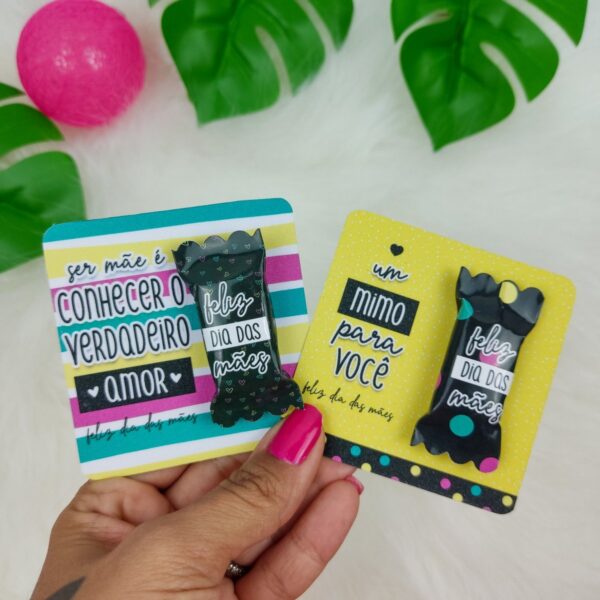 ser mãe é
CONHECER O
VERDADEIRO
AMOR
feliz dia das mães
feliz
DIA DAS
mães
um
MIMO
para
VOCÊ
feliz dia das mães
feliz
DIA DAS
mães